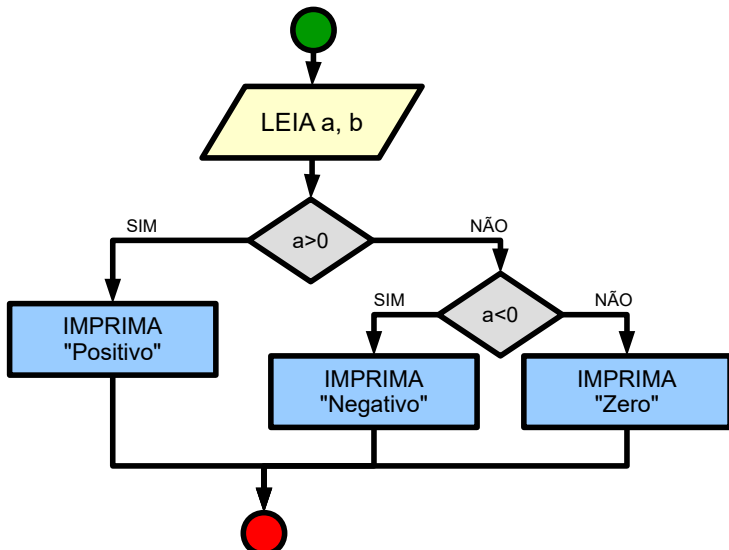 LEIA a, b
SIM
a>0
NÃO
IMPRIMA
"Positivo"
SIM
a<0
NÃO
IMPRIMA
"Negativo"
IMPRIMA
"Zero"